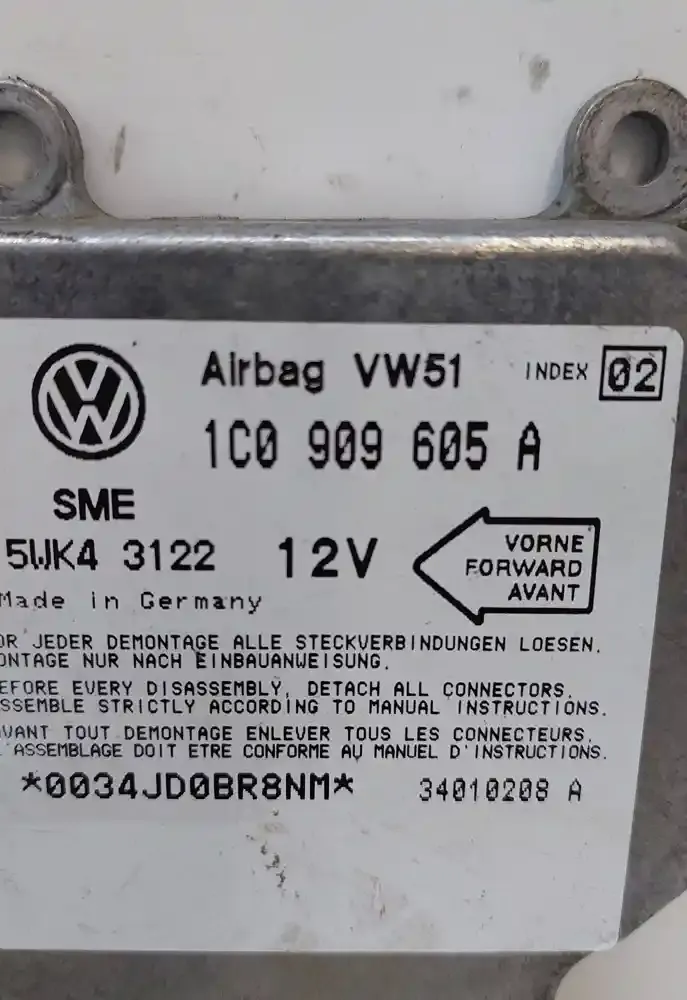 VW
Airbag VW51 INDEX 02
1C0 909 605 A
SME
5WK4 3122 12V
VORNE
FORWARD
AVANT
Made in Germany
OR JEDER DEMONTAGE ALLE STECKVERBINDUNGEN LOESEN.
ONTAGE NUR NACH EINBAUANWEISUNG.
EFORE EVERY DISASSEMBLY, DETACH ALL CONNECTORS.
SSEMBLE STRICTLY ACCORDING TO MANUAL INSTRUCTIONS.
VANT TOUT DEMONTAGE ENLEVER TOUS LES CONNECTEURS.
'ASSEMBLAGE DOIT ETRE CONFORME AU MANUEL D'INSTRUCTIONS.
*0034JD0BR8NM* 34010208 A